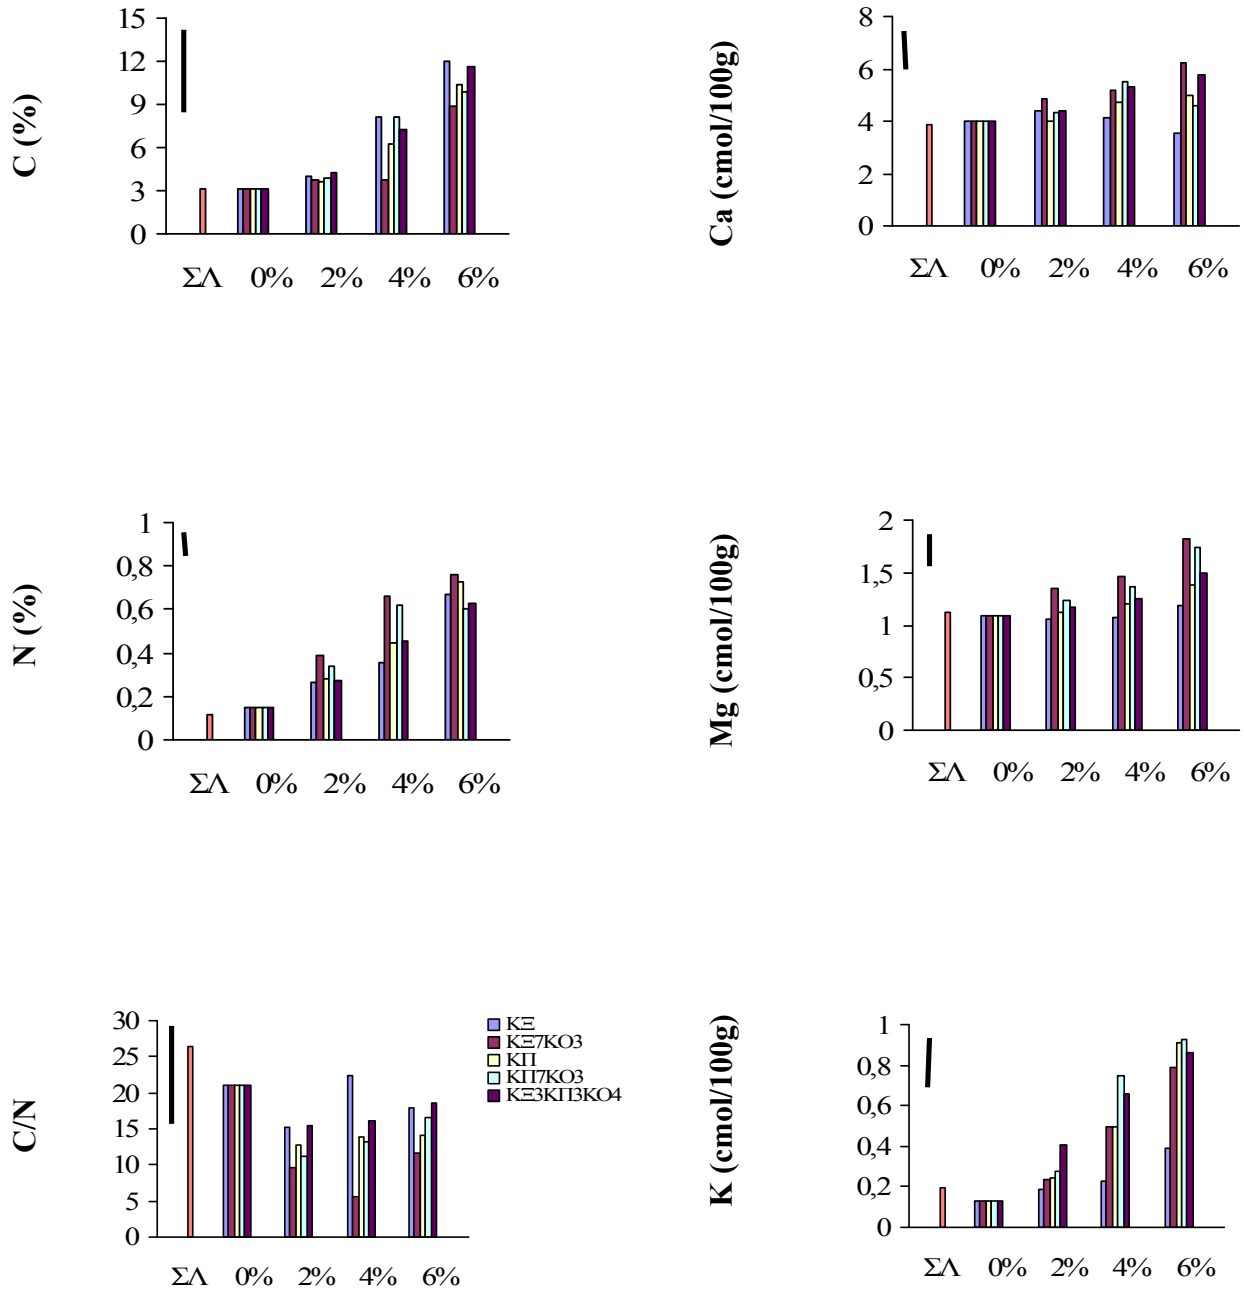 C (%)
15
12
9
6
3
0
ΣΛ 0% 2% 4% 6%
Ca (cmol/100g)
8
6
4
2
0
ΣΛ 0% 2% 4% 6%
N (%)
1
0,8
0,6
0,4
0,2
0
ΣΛ 0% 2% 4% 6%
Mg (cmol/100g)
2
1,5
1
0,5
0
ΣΛ 0% 2% 4% 6%
C/N
30
25
20
15
10
5
0
ΣΛ 0% 2% 4% 6%
ΚΞ
ΚΞ7ΚΟ3
ΚΠ
ΚΠ7ΚΟ3
ΚΞ3ΚΠ3ΚΟ4
K (cmol/100g)
1
0,8
0,6
0,4
0,2
0
ΣΛ 0% 2% 4% 6%